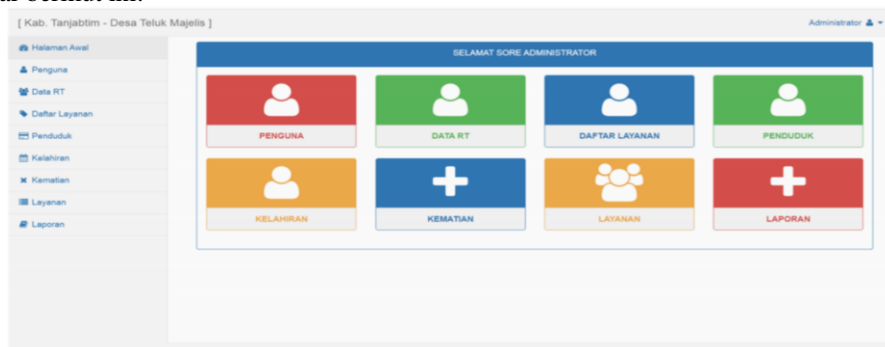 [ Kab. Tanjabtim - Desa Teluk Majelis ]
Administrator
Halaman Awal
Penguna
Data RT
Daftar Layanan
Penduduk
Kelahiran
Kematian
Layanan
Laporan
SELAMAT SORE ADMINISTRATOR
PENGUNA
DATA RT
DAFTAR LAYANAN
PENDUDUK
KELAHIRAN
KEMATIAN
LAYANAN
LAPORAN